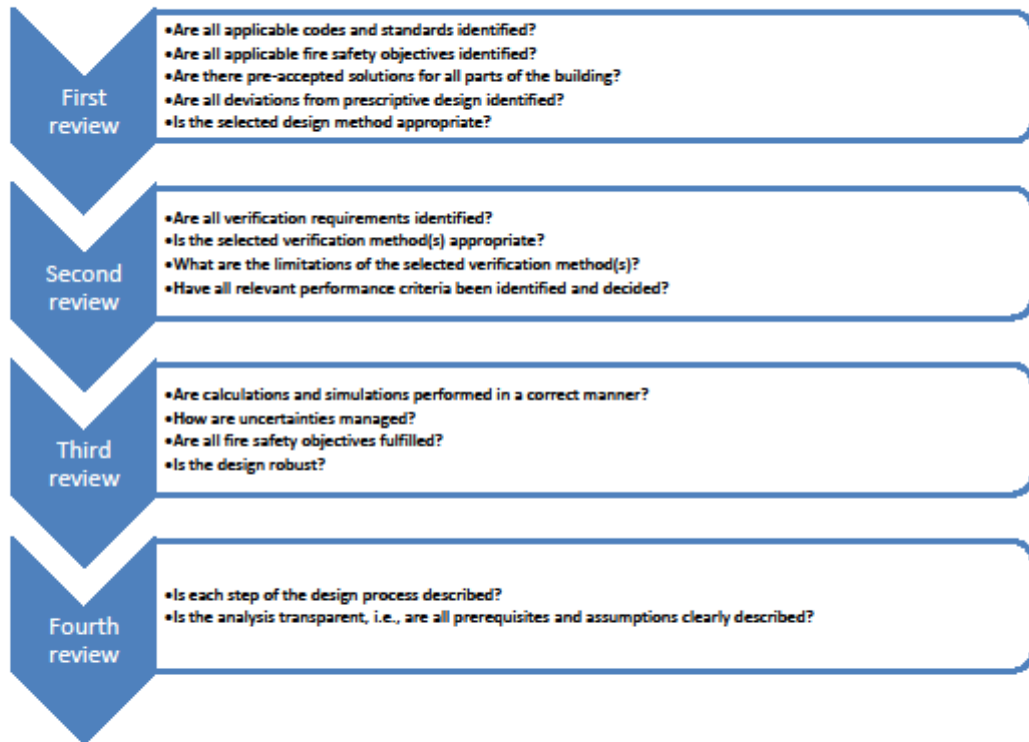 First
review
•Are all applicable codes and standards identified?
•Are all applicable fire safety objectives identified?
•Are there pre-accepted solutions for all parts of the building?
•Are all deviations from prescriptive design identified?
•Is the selected design method appropriate?
Second
review
•Are all verification requirements identified?
•Is the selected verification method(s) appropriate?
•What are the limitations of the selected verification method(s)?
•Have all relevant performance criteria been identified and decided?
Third
review
•Are calculations and simulations performed in a correct manner?
•How are uncertainties managed?
•Are all fire safety objectives fulfilled?
•Is the design robust?
Fourth
review
•Is each step of the design process described?
•Is the analysis transparent, i.e., are all prerequisites and assumptions clearly described?